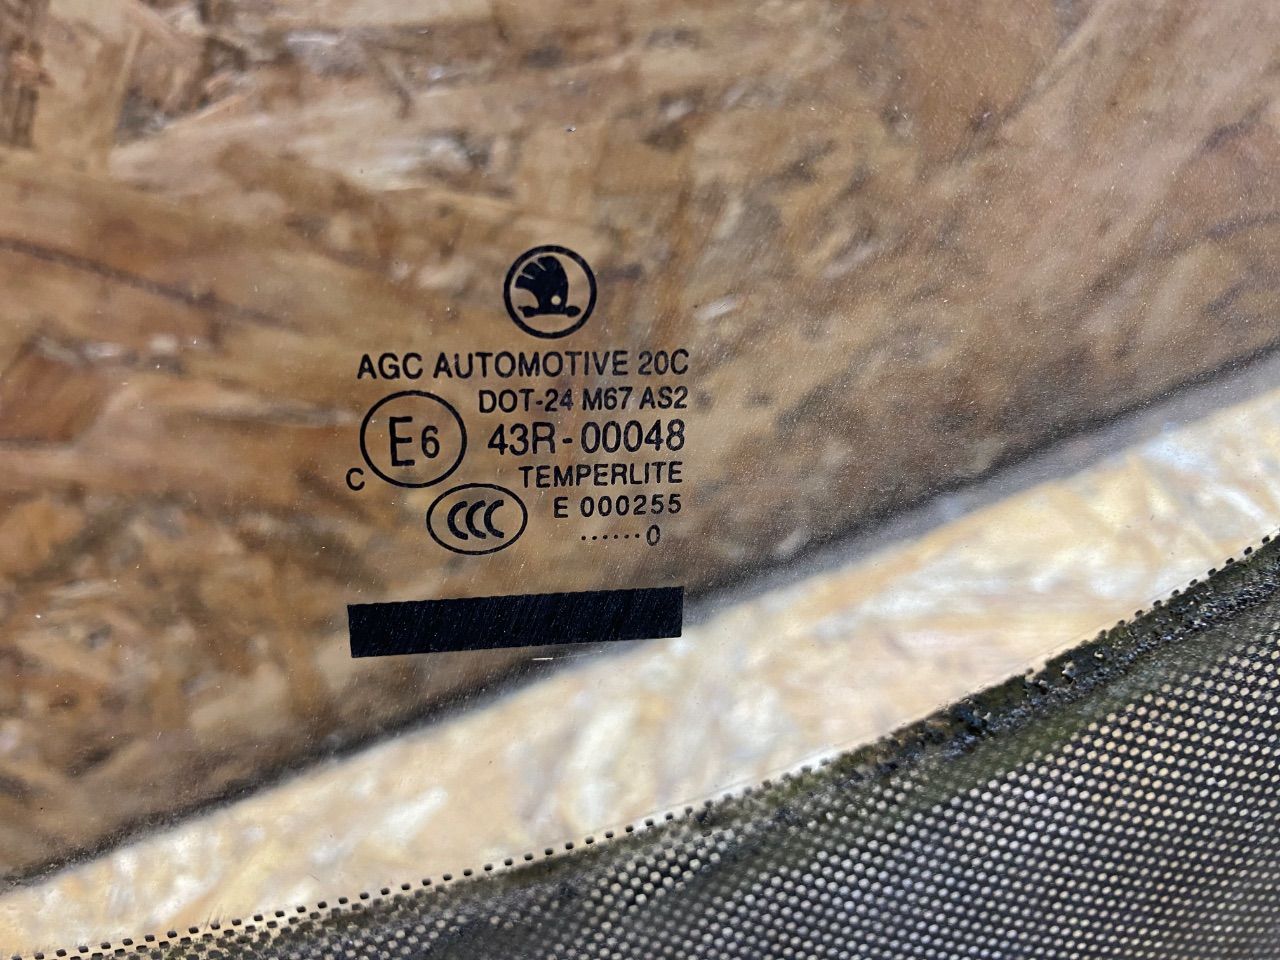 AGC AUTOMOTIVE 20C
DOT-24 M67 AS2
E6 43R-00048
C
TEMPERLITE
CCC E 000255
......0